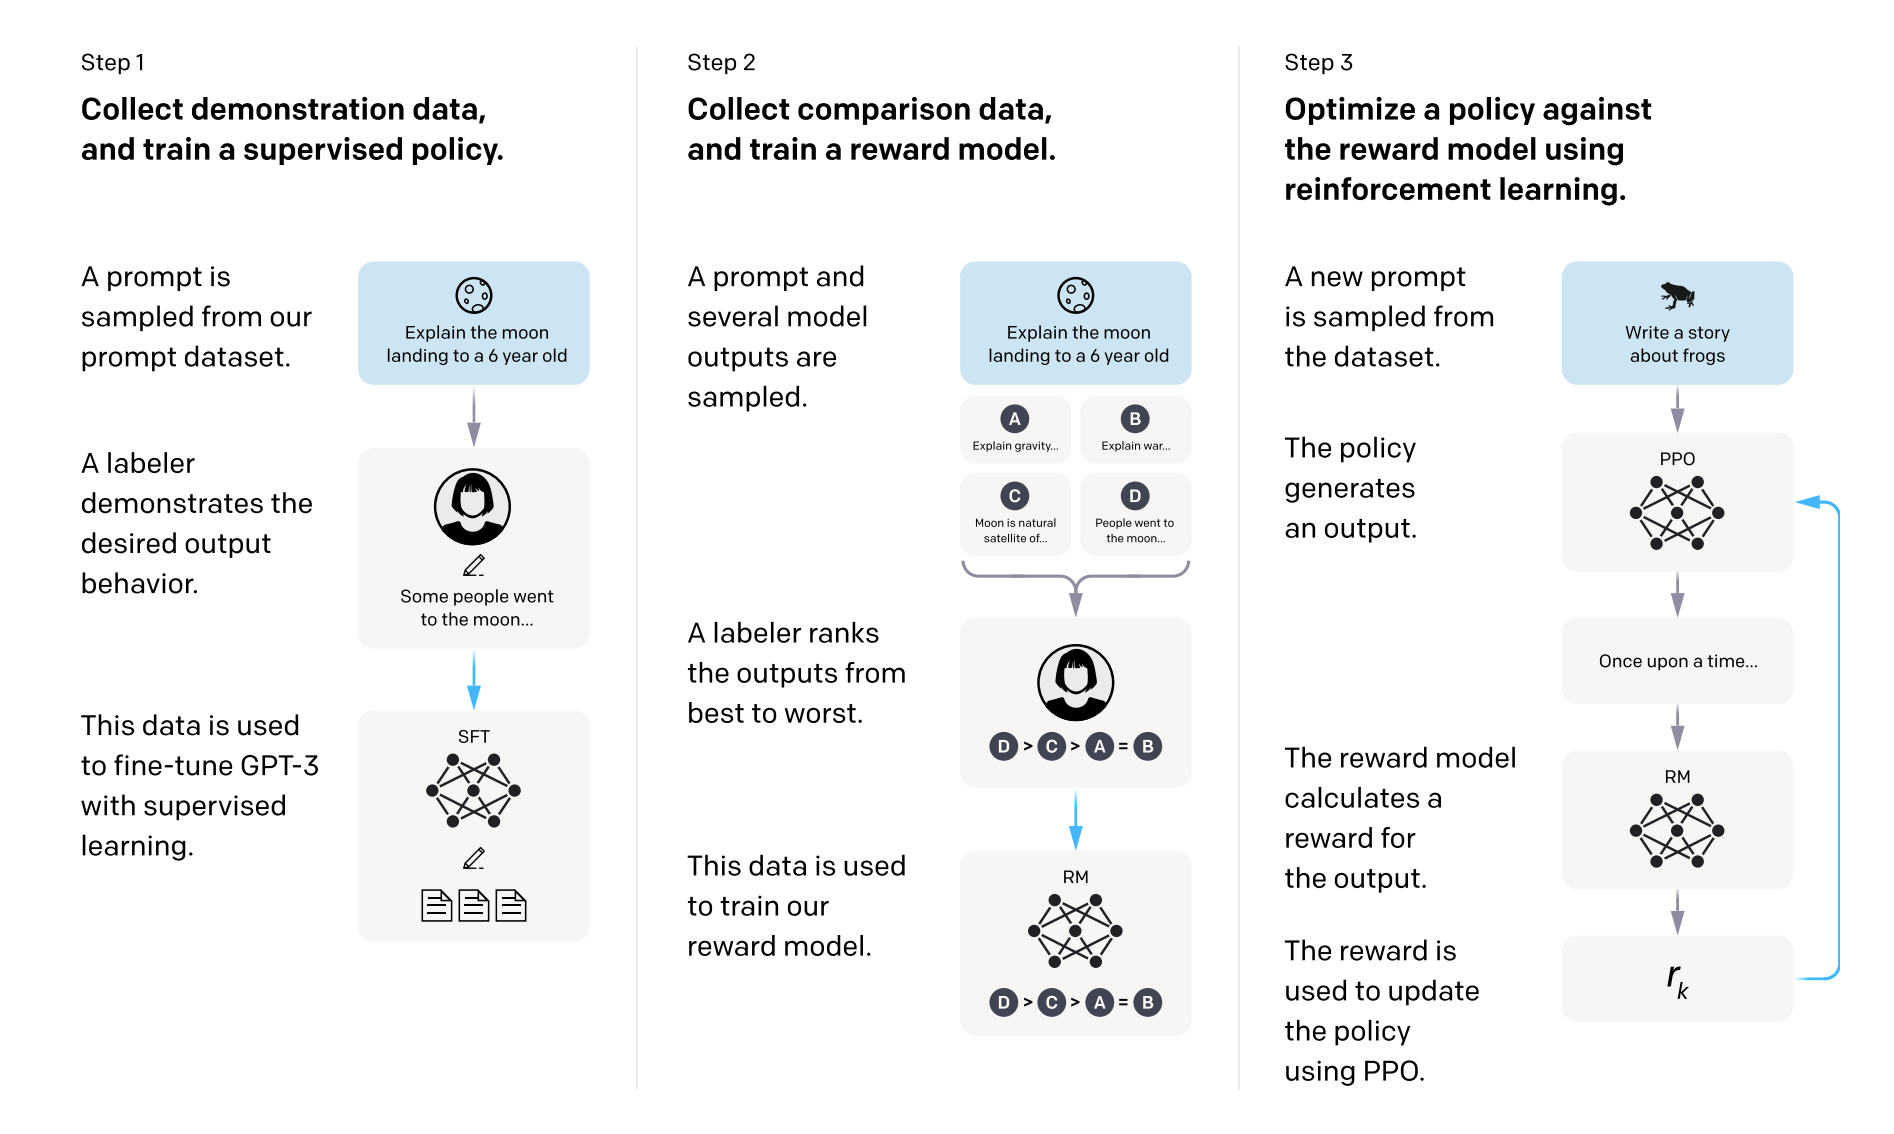 Step 1
Collect demonstration data,
and train a supervised policy.
A prompt is
sampled from our
prompt dataset.
Explain the moon
landing to a 6 year old
A labeler
demonstrates the
desired output
behavior.
Some people went
to the moon...
This data is used
to fine-tune GPT-3
with supervised
learning.
SFT
Step 2
Collect comparison data,
and train a reward model.
A prompt and
several model
outputs are
sampled.
Explain the moon
landing to a 6 year old
A
Explain gravity...
B
Explain war...
C
Moon is natural
satellite of...
D
People went to
the moon...
A labeler ranks
the outputs from
best to worst.
D > C > A = B
This data is used
to train our
reward model.
RM
D > C > A = B
Step 3
Optimize a policy against
the reward model using
reinforcement learning.
A new prompt
is sampled from
the dataset.
Write a story
about frogs
The policy
generates
an output.
PPO
Once upon a time...
The reward model
calculates a
reward for
the output.
RM
The reward is
used to update
the policy
using PPO.
r_k